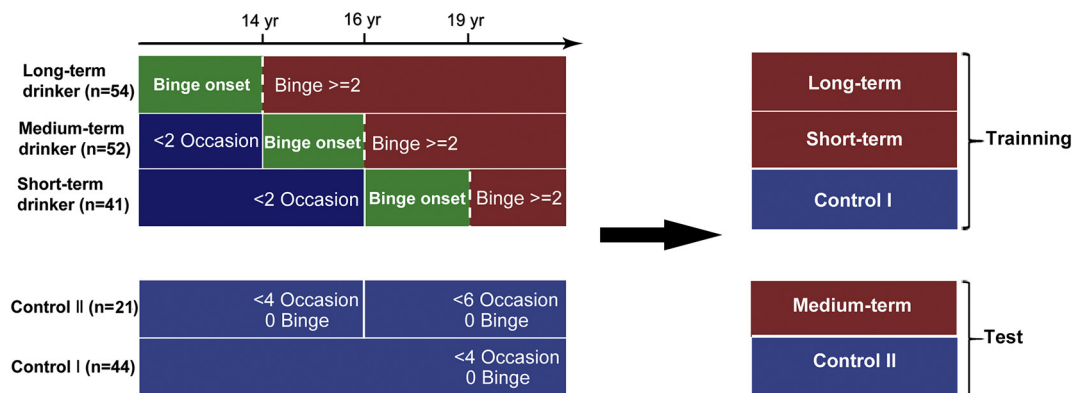 14 yr 16 yr 19 yr
Long-term
drinker (n=54)
Binge onset
Binge >=2
Medium-term
drinker (n=52)
<2 Occasion
Binge onset
Binge >=2
Short-term
drinker (n=41)
<2 Occasion
Binge onset
Binge >=2
Control II (n=21)
<4 Occasion
0 Binge
<6 Occasion
0 Binge
Control I (n=44)
<4 Occasion
0 Binge
Long-term
Short-term
Control I
Trainning
Medium-term
Control II
Test